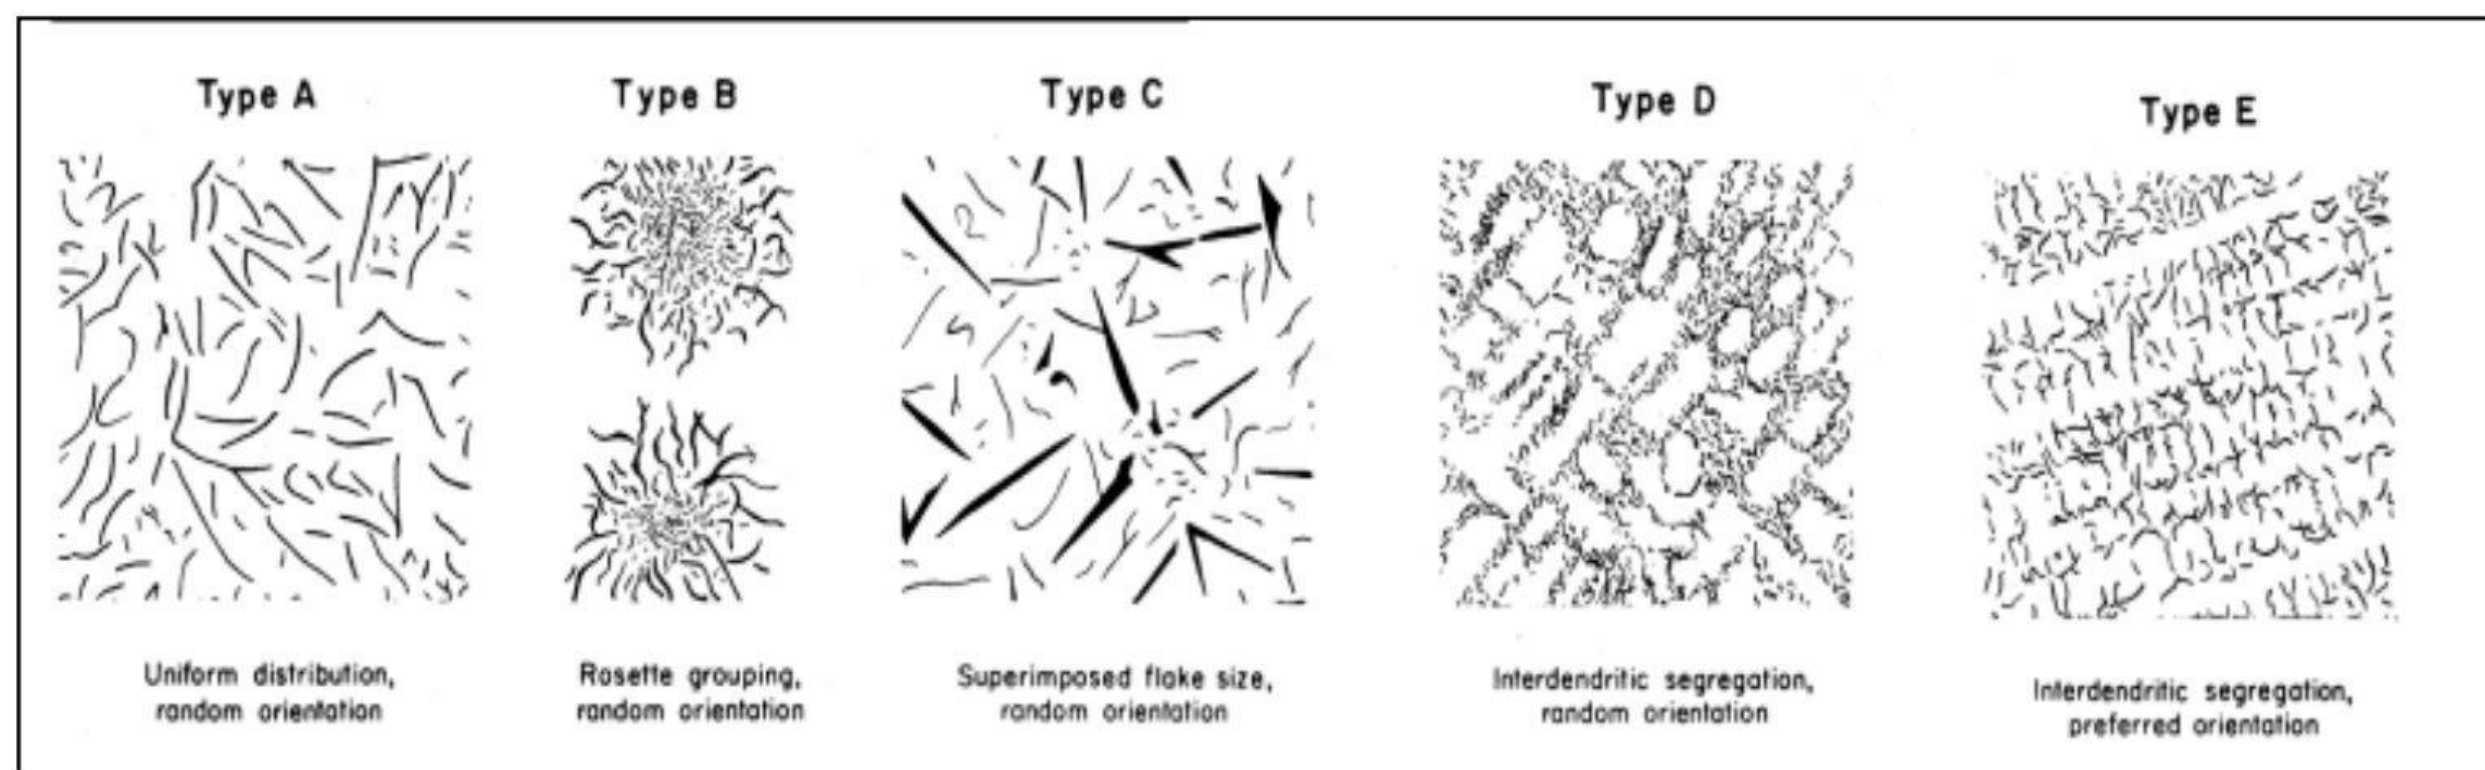 Type A
Type B
Type C
Type D
Type E
Uniform distribution,
random orientation
Rosette grouping,
random orientation
Superimposed flake size,
random orientation
Interdendritic segregation,
random orientation
Interdendritic segregation,
preferred orientation